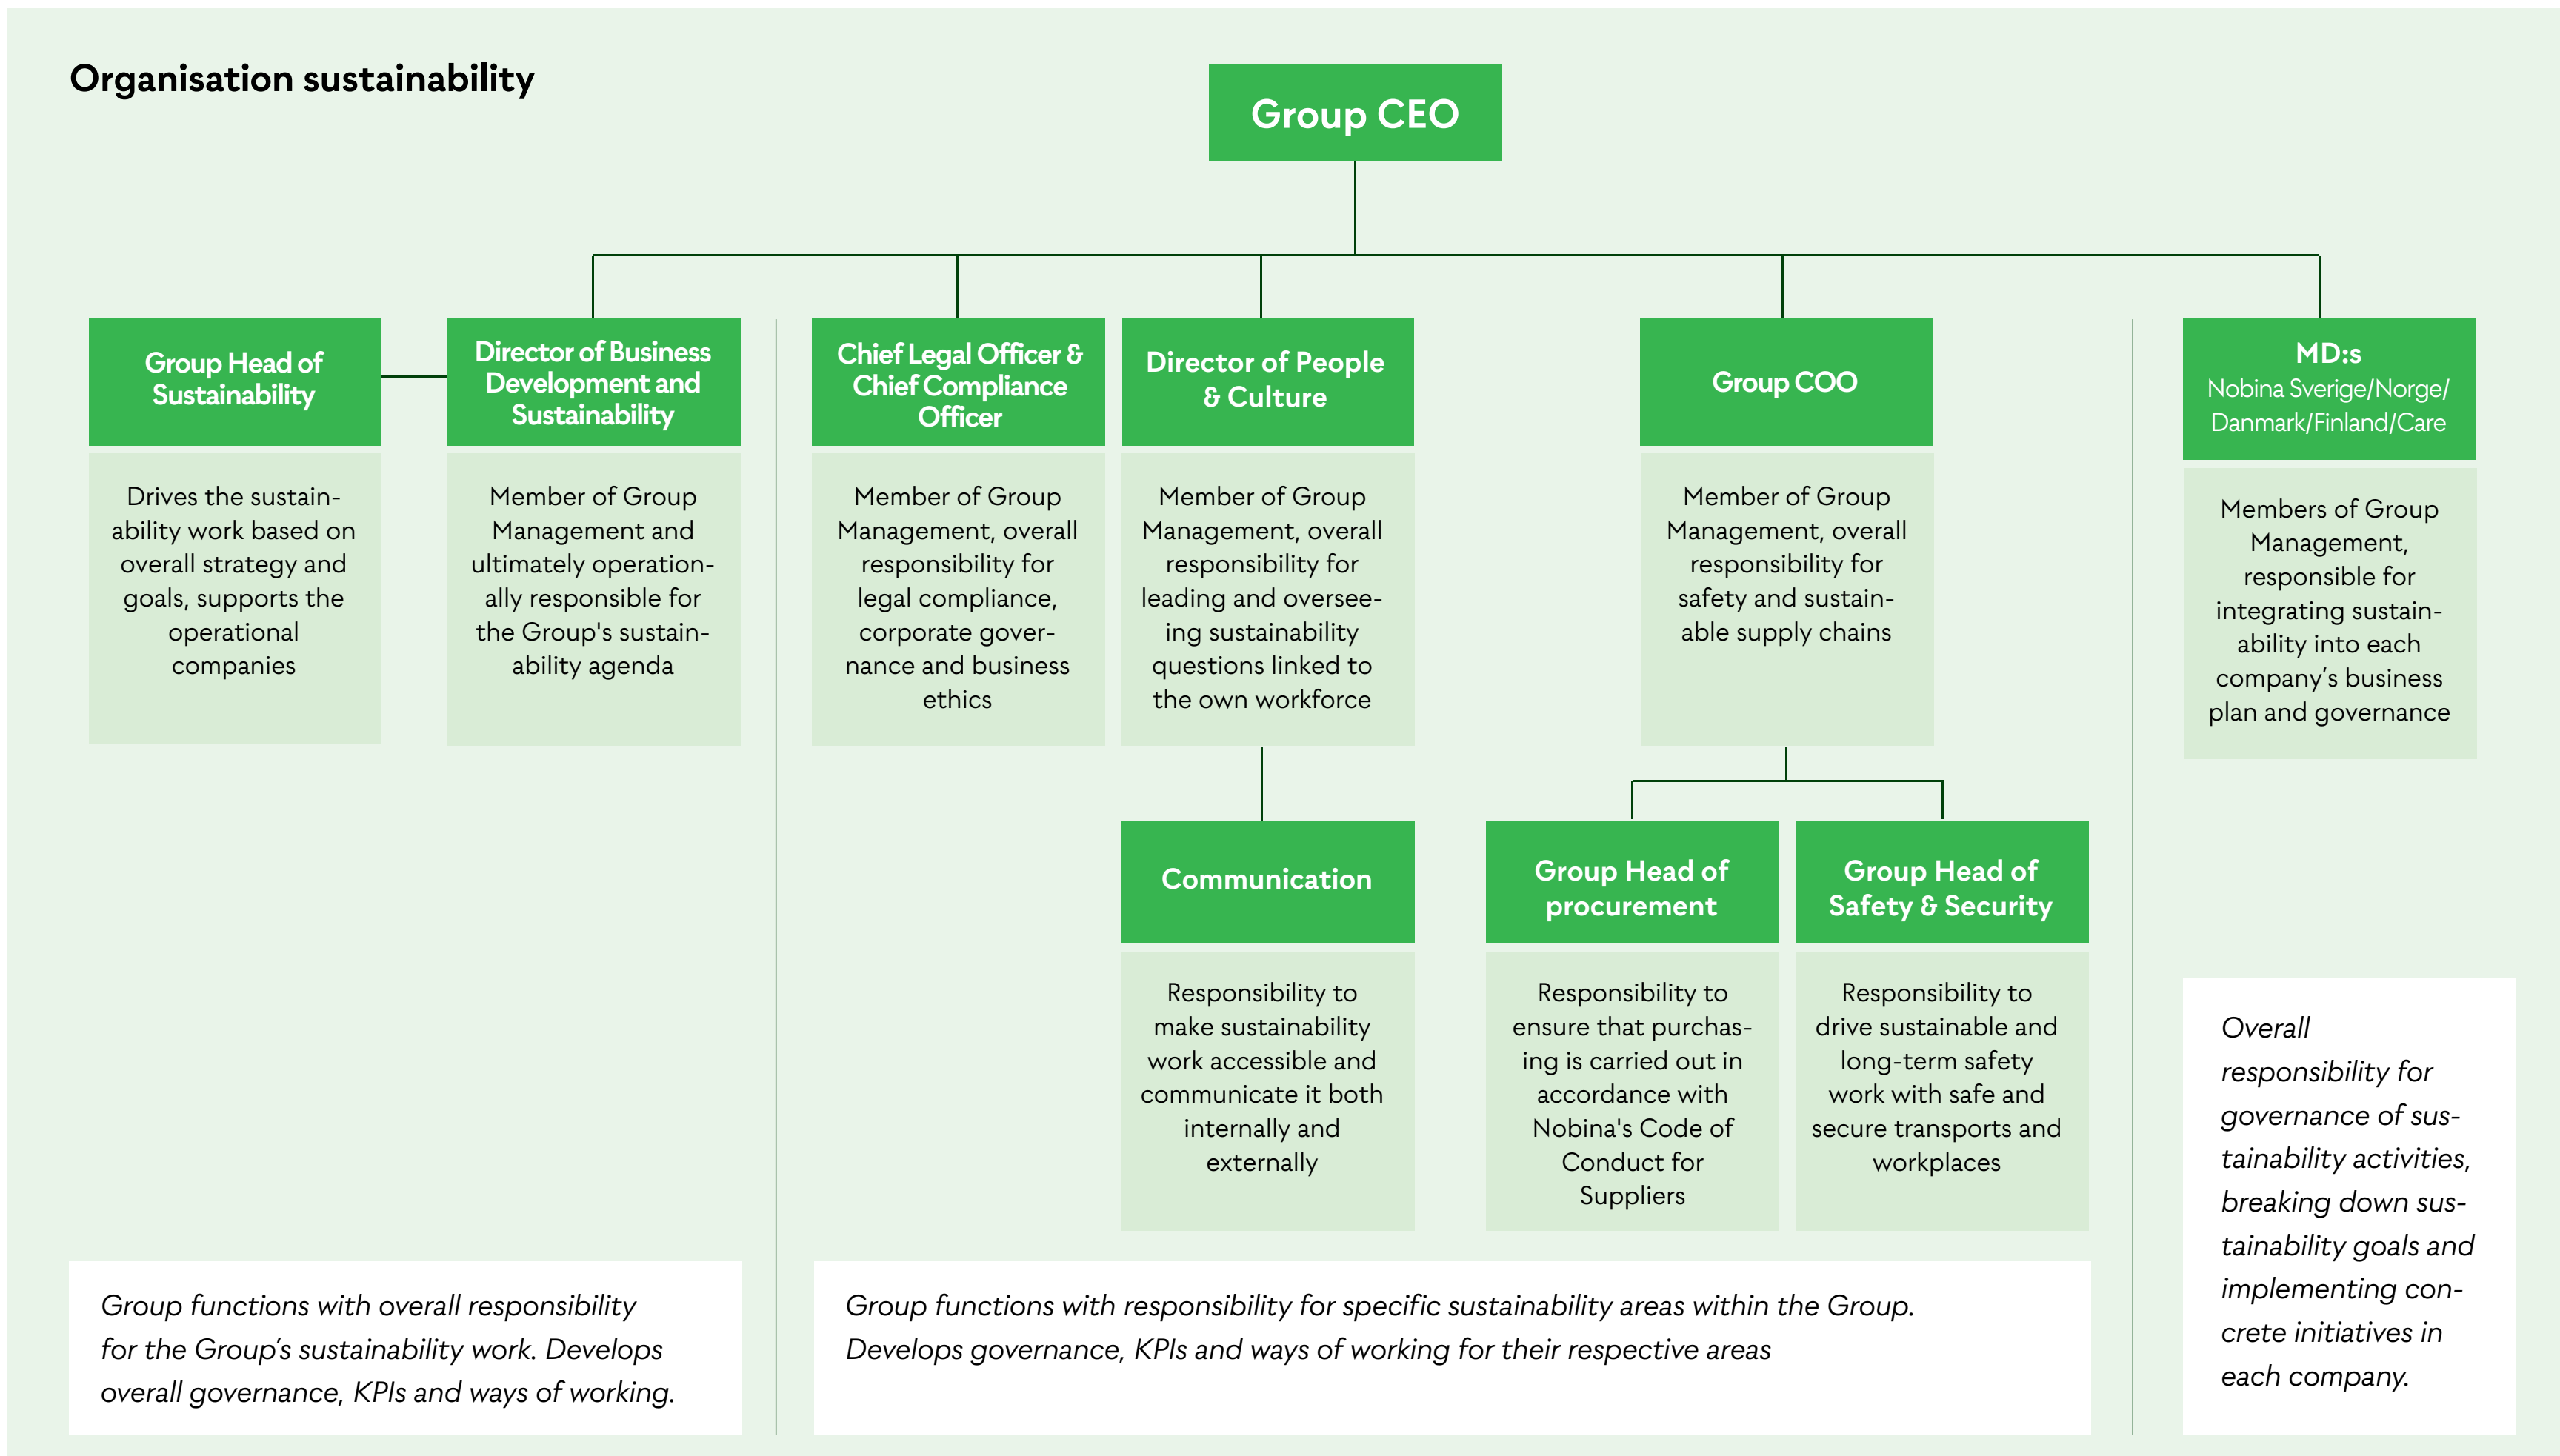 Organisation sustainability
Group CEO
Group Head of
Sustainability
Drives the sustain-
ability work based on
overall strategy and
goals, supports the
operational
companies
Director of Business
Development and
Sustainability
Member of Group
Management and
ultimately operation-
ally responsible for
the Group's sustain-
ability agenda
Chief Legal Officer &
Chief Compliance
Officer
Member of Group
Management, overall
responsibility for
legal compliance,
corporate gover-
nance and business
ethics
Director of People
& Culture
Member of Group
Management, overall
responsibility for
leading and oversee-
ing sustainability
questions linked to
the own workforce
Group COO
Member of Group
Management, overall
responsibility for
safety and sustain-
able supply chains
MD:s
Nobina Sverige/Norge/
Danmark/Finland/Care
Members of Group
Management,
responsible for
integrating sustain-
ability into each
company’s business
plan and governance
Communication
Responsibility to
make sustainability
work accessible and
communicate it both
internally and
externally
Group Head of
procurement
Responsibility to
ensure that purchas-
ing is carried out in
accordance with
Nobina's Code of
Conduct for
Suppliers
Group Head of
Safety & Security
Responsibility to
drive sustainable and
long-term safety
work with safe and
secure transports and
workplaces
Group functions with overall responsibility
for the Group’s sustainability work. Develops
overall governance, KPIs and ways of working.
Group functions with responsibility for specific sustainability areas within the Group.
Develops governance, KPIs and ways of working for their respective areas
Overall
responsibility for
governance of sus-
tainability activities,
breaking down sus-
tainability goals and
implementing con-
crete initiatives in
each company.